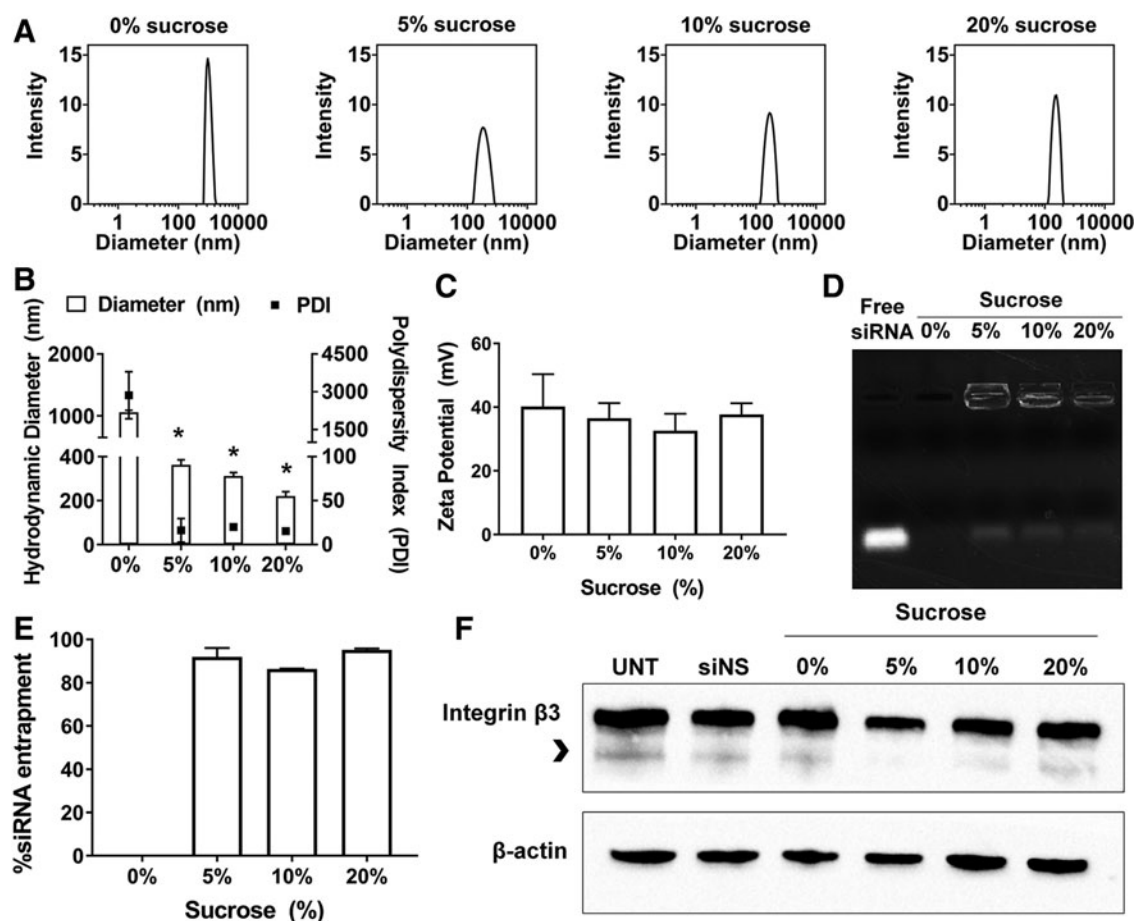 A
0% sucrose 5% sucrose 10% sucrose 20% sucrose
15 15 15 15
10 10 10 10
Intensity Intensity Intensity Intensity
5 5 5 5
0 0 0 0
1 100 10000 1 100 10000 1 100 10000 1 100 10000
Diameter (nm) Diameter (nm) Diameter (nm) Diameter (nm)
B
Diameter (nm) PDI
Hydrodynamic Diameter (nm)
2000
1000
400
200
0
* * *
4500
3000
1500
100
50
0
Polydispersity Index (PDI)
0% 5% 10% 20%
C
Zeta Potential (mV)
60
40
20
0
0% 5% 10% 20%
Sucrose (%)
D
Free siRNA
Sucrose
0% 5% 10% 20%
E
%siRNA entrapment
100
80
60
40
20
0
0% 5% 10% 20%
Sucrose (%)
F
Sucrose
UNT siNS 0% 5% 10% 20%
Integrin β3
β-actin